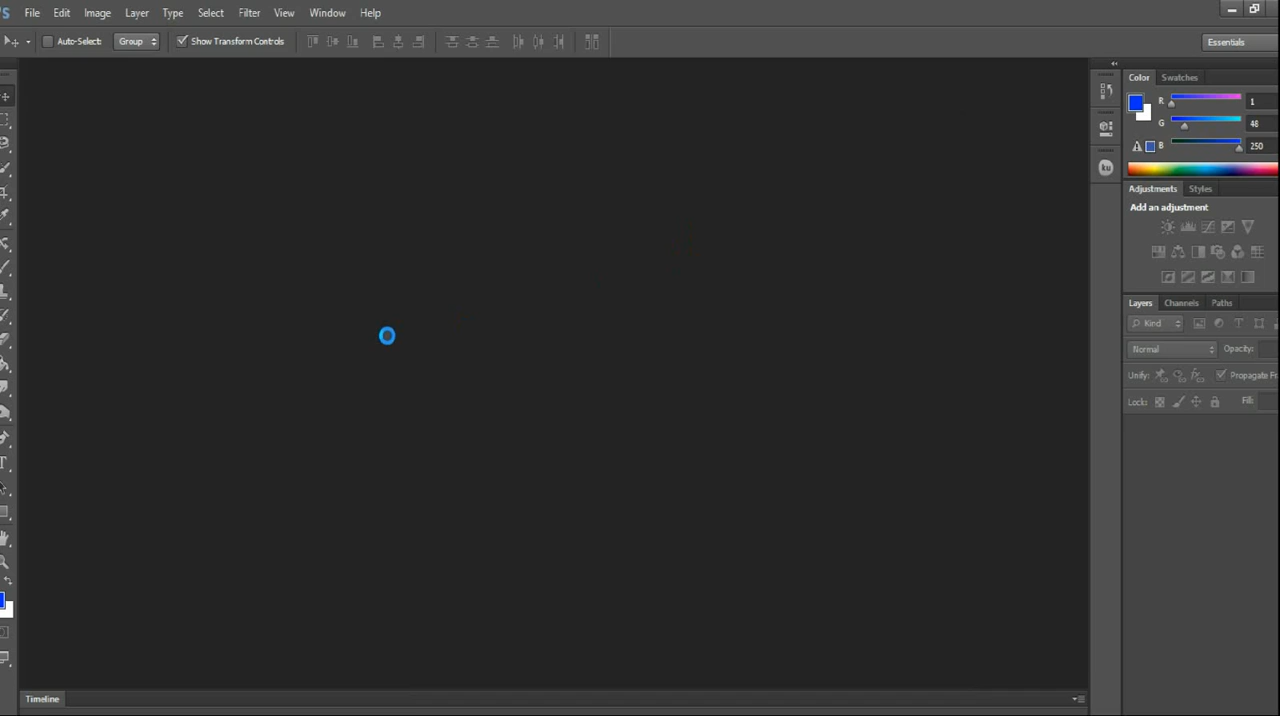 File Edit Image Layer Type Select Filter View Window Help
Auto-Select: Group Show Transform Controls
Essentials
Color Swatches
R 1
G 48
B 250
Adjustments Styles
Add an adjustment
Layers Channels Paths
Kind
Normal Opacity:
Unify: Propagate Fr
Lock: Fill:
Timeline